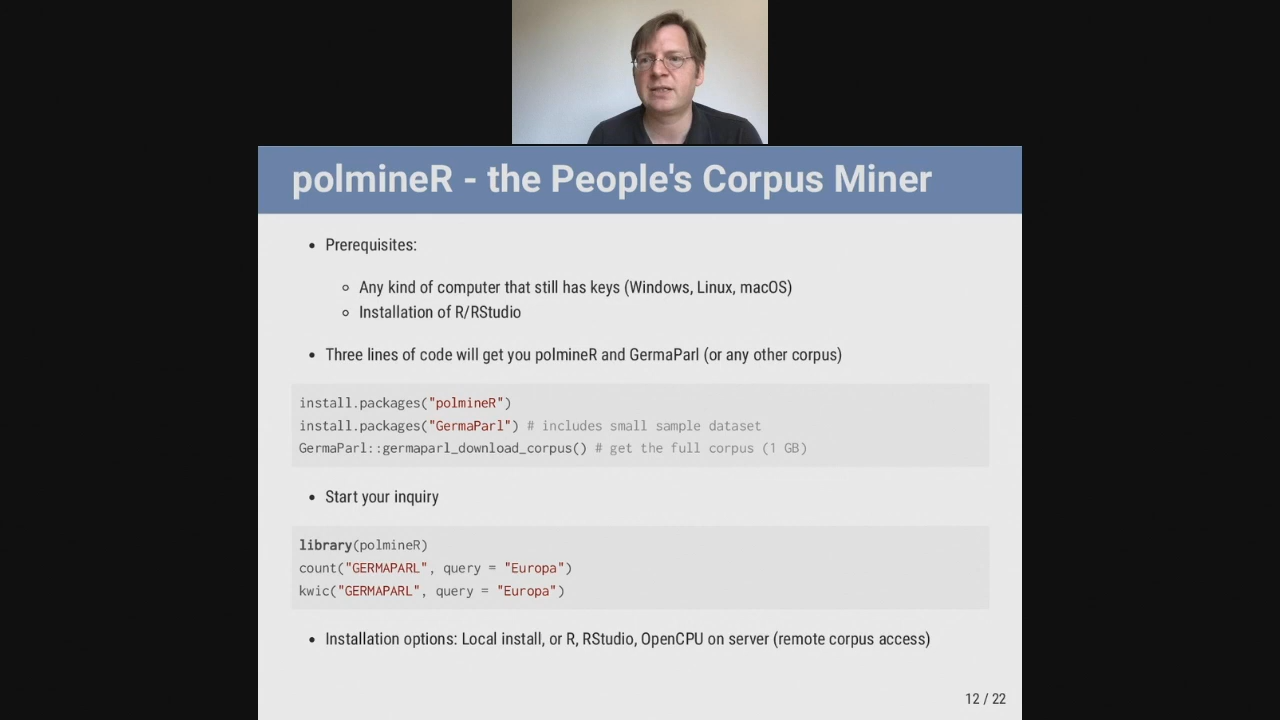 polmineR - the People's Corpus Miner
• Prerequisites:
◦ Any kind of computer that still has keys (Windows, Linux, macOS)
◦ Installation of R/RStudio
• Three lines of code will get you polmineR and GermaParl (or any other corpus)
install.packages("polmineR")
install.packages("GermaParl") # includes small sample dataset
GermaParl::germaparl_download_corpus() # get the full corpus (1 GB)
• Start your inquiry
library(polmineR)
count("GERMAPARL", query = "Europa")
kwic("GERMAPARL", query = "Europa")
• Installation options: Local install, or R, RStudio, OpenCPU on server (remote corpus access)
12 / 22